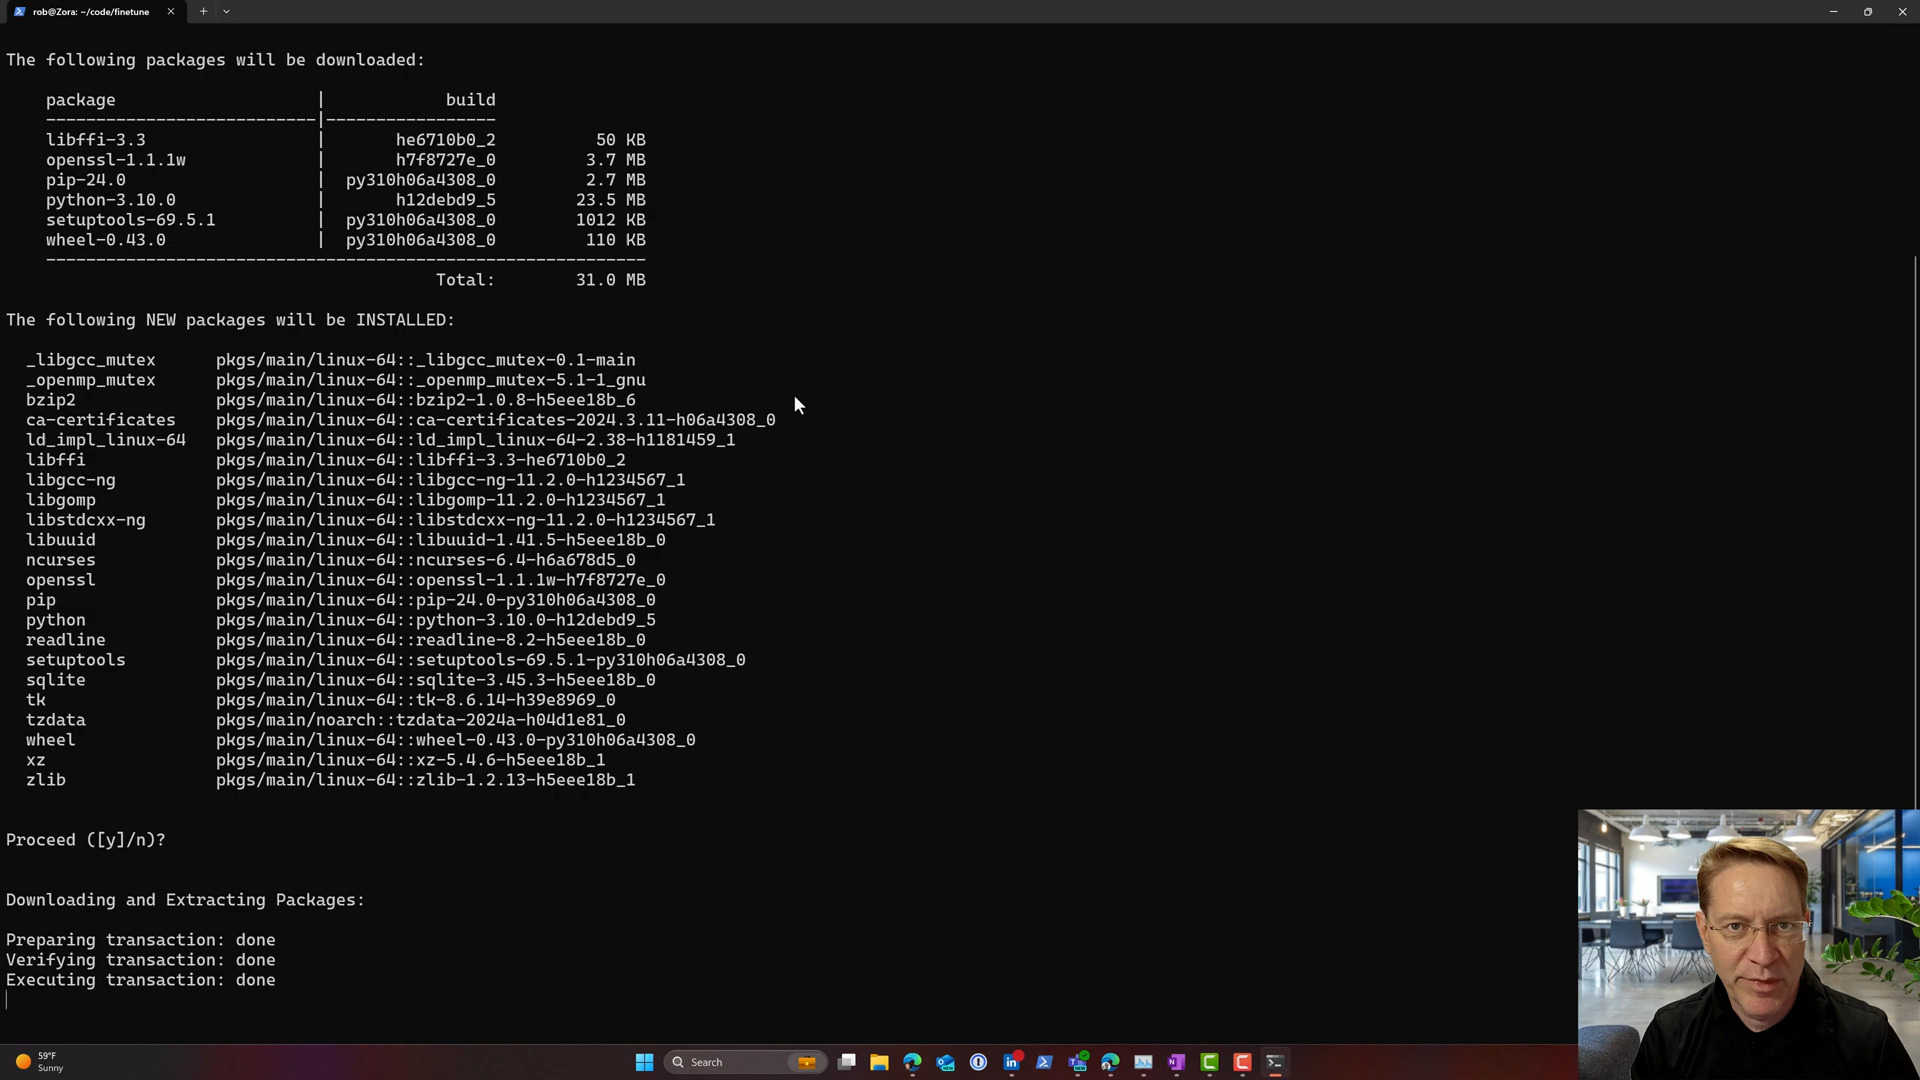 rob@Zora: ~/code/finetune
The following packages will be downloaded:
package | build
---------------------------|-----------------
libffi-3.3 | he6710b0_2 50 KB
openssl-1.1.1w | h7f8727e_0 3.7 MB
pip-24.0 | py310h06a4308_0 2.7 MB
python-3.10.0 | h12debd9_5 23.5 MB
setuptools-69.5.1 | py310h06a4308_0 1012 KB
wheel-0.43.0 | py310h06a4308_0 110 KB
------------------------------------------------------------
Total: 31.0 MB
The following NEW packages will be INSTALLED:
_libgcc_mutex pkgs/main/linux-64::_libgcc_mutex-0.1-main
_openmp_mutex pkgs/main/linux-64::_openmp_mutex-5.1-1_gnu
bzip2 pkgs/main/linux-64::bzip2-1.0.8-h5eee18b_6
ca-certificates pkgs/main/linux-64::ca-certificates-2024.3.11-h06a4308_0
ld_impl_linux-64 pkgs/main/linux-64::ld_impl_linux-64-2.38-h1181459_1
libffi pkgs/main/linux-64::libffi-3.3-he6710b0_2
libgcc-ng pkgs/main/linux-64::libgcc-ng-11.2.0-h1234567_1
libgomp pkgs/main/linux-64::libgomp-11.2.0-h1234567_1
libstdcxx-ng pkgs/main/linux-64::libstdcxx-ng-11.2.0-h1234567_1
libuuid pkgs/main/linux-64::libuuid-1.41.5-h5eee18b_0
ncurses pkgs/main/linux-64::ncurses-6.4-h6a678d5_0
openssl pkgs/main/linux-64::openssl-1.1.1w-h7f8727e_0
pip pkgs/main/linux-64::pip-24.0-py310h06a4308_0
python pkgs/main/linux-64::python-3.10.0-h12debd9_5
readline pkgs/main/linux-64::readline-8.2-h5eee18b_0
setuptools pkgs/main/linux-64::setuptools-69.5.1-py310h06a4308_0
sqlite pkgs/main/linux-64::sqlite-3.45.3-h5eee18b_0
tk pkgs/main/linux-64::tk-8.6.14-h39e8969_0
tzdata pkgs/main/noarch::tzdata-2024a-h04d1e81_0
wheel pkgs/main/linux-64::wheel-0.43.0-py310h06a4308_0
xz pkgs/main/linux-64::xz-5.4.6-h5eee18b_1
zlib pkgs/main/linux-64::zlib-1.2.13-h5eee18b_1
Proceed ([y]/n)?
Downloading and Extracting Packages:
Preparing transaction: done
Verifying transaction: done
Executing transaction: done
59°F
Sunny
Search